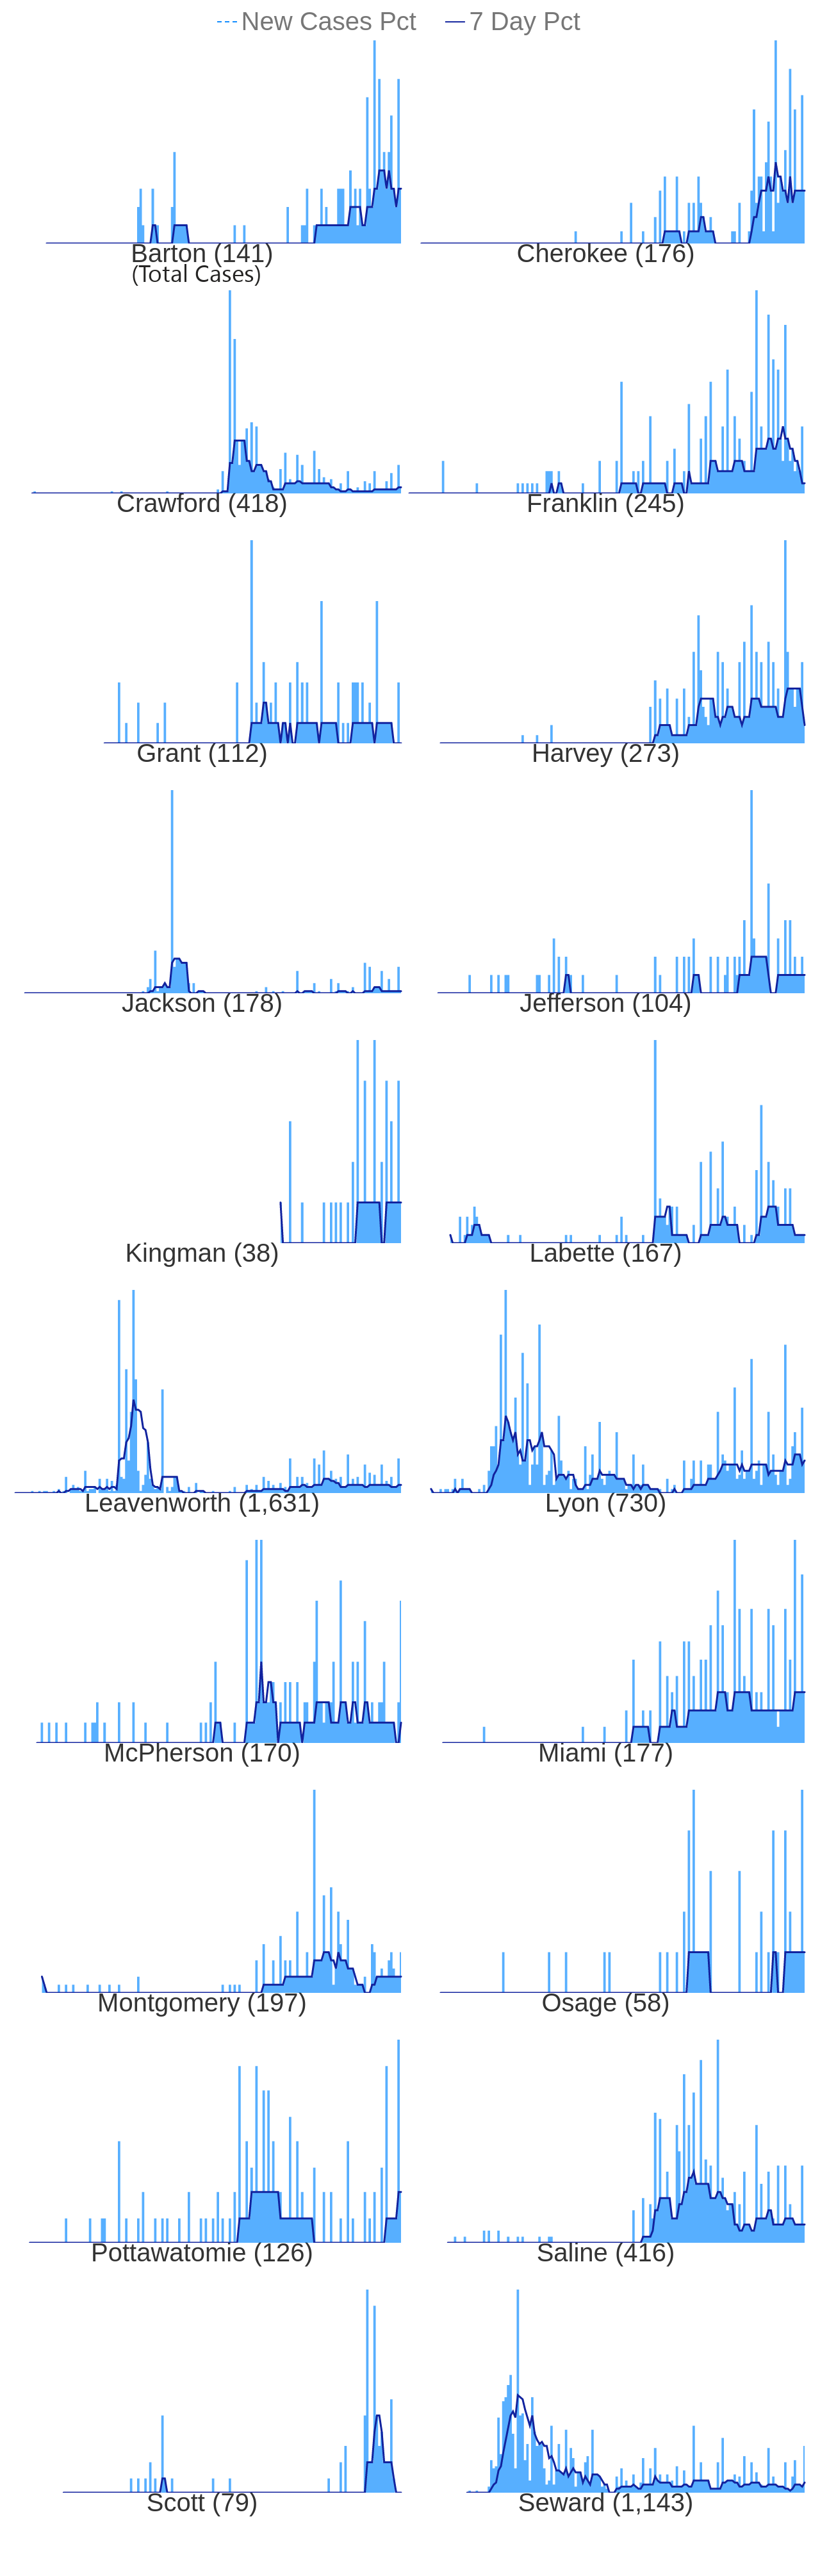 New Cases Pct 7 Day Pct
Barton (141) Cherokee (176)
(Total Cases)
Crawford (418) Franklin (245)
Grant (112) Harvey (273)
Jackson (178) Jefferson (104)
Kingman (38) Labette (167)
Leavenworth (1,631) Lyon (730)
McPherson (170) Miami (177)
Montgomery (197) Osage (58)
Pottawatomie (126) Saline (416)
Scott (79) Seward (1,143)